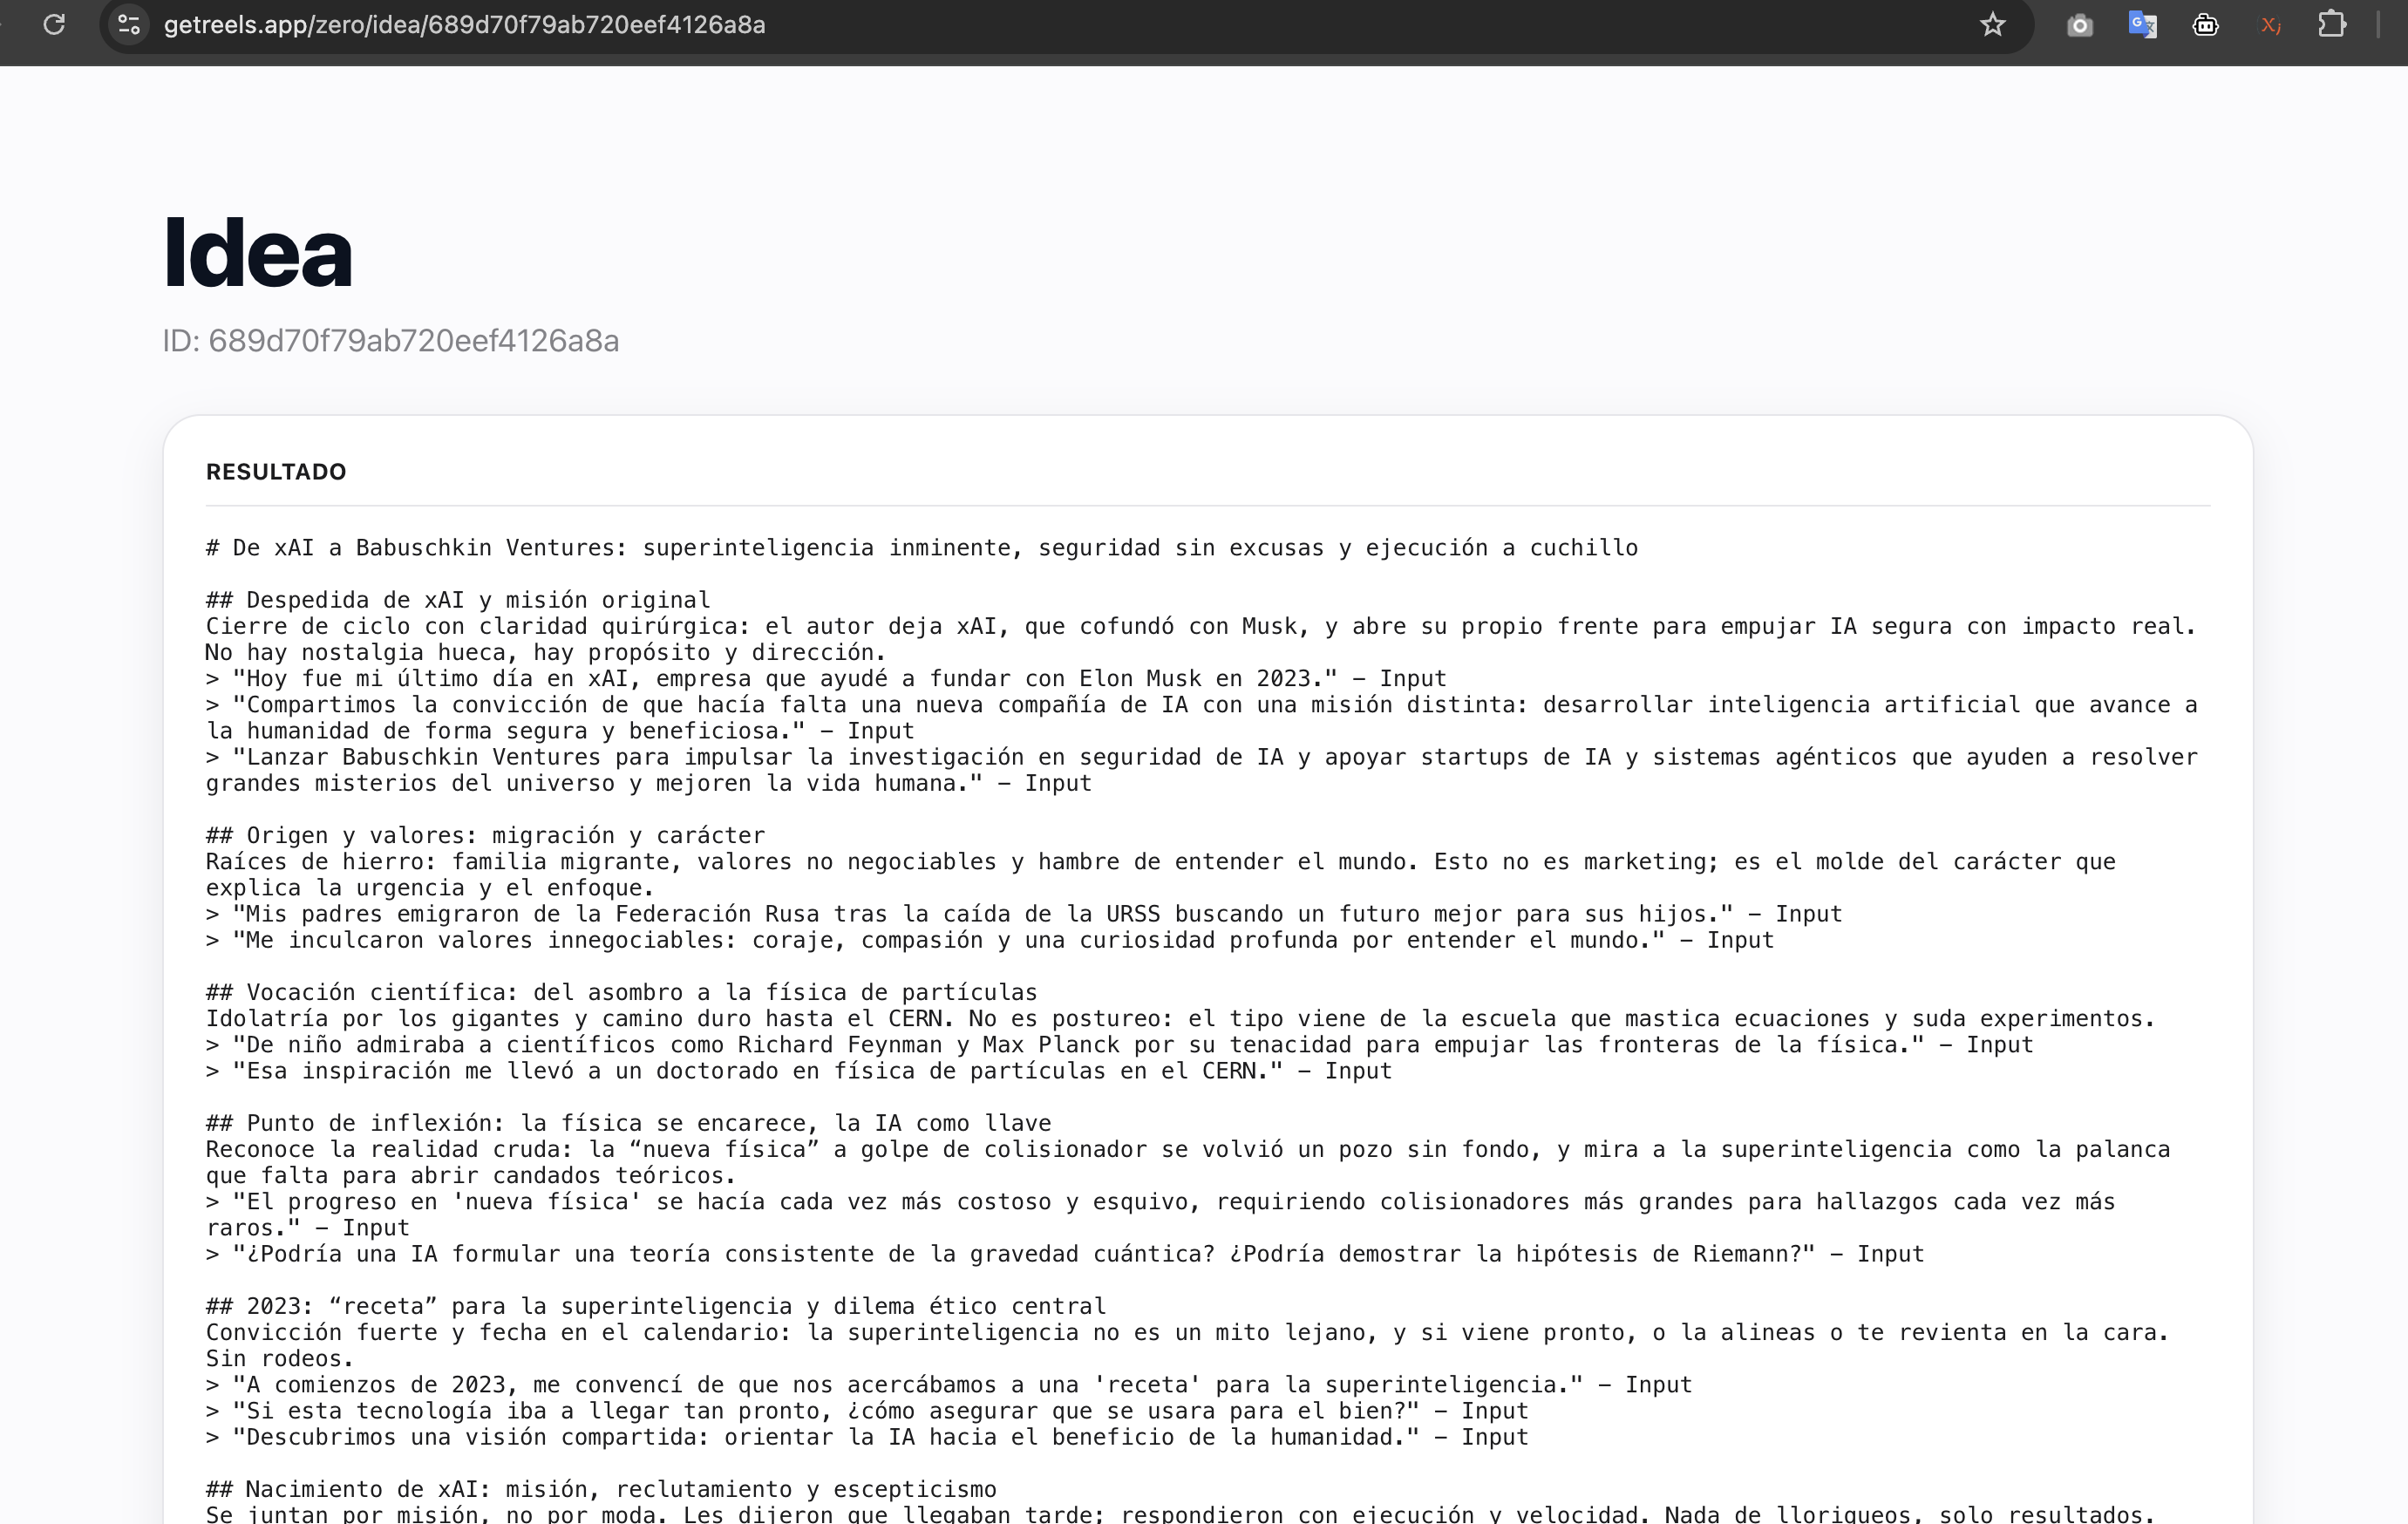 getreels.app/zero/idea/689d70f79ab720eef4126a8a
Idea
ID: 689d70f79ab720eef4126a8a
RESULTADO
# De xAI a Babuschkin Ventures: superinteligencia inminente, seguridad sin excusas y ejecución a cuchillo
## Despedida de xAI y misión original
Cierre de ciclo con claridad quirúrgica: el autor deja xAI, que cofundó con Musk, y abre su propio frente para empujar IA segura con impacto real.
No hay nostalgia hueca, hay propósito y dirección.
> "Hoy fue mi último día en xAI, empresa que ayudé a fundar con Elon Musk en 2023." — Input
> "Compartimos la convicción de que hacía falta una nueva compañía de IA con una misión distinta: desarrollar inteligencia artificial que avance a
la humanidad de forma segura y beneficiosa." — Input
> "Lanzar Babuschkin Ventures para impulsar la investigación en seguridad de IA y apoyar startups de IA y sistemas agénticos que ayuden a resolver
grandes misterios del universo y mejoren la vida humana." — Input
## Origen y valores: migración y carácter
Raíces de hierro: familia migrante, valores no negociables y hambre de entender el mundo. Esto no es marketing; es el molde del carácter que
explica la urgencia y el enfoque.
> "Mis padres emigraron de la Federación Rusa tras la caída de la URSS buscando un futuro mejor para sus hijos." — Input
> "Me inculcaron valores innegociables: coraje, compasión y una curiosidad profunda por entender el mundo." — Input
## Vocación científica: del asombro a la física de partículas
Idolatría por los gigantes y camino duro hasta el CERN. No es postureo: el tipo viene de la escuela que mastica ecuaciones y suda experimentos.
> "De niño admiraba a científicos como Richard Feynman y Max Planck por su tenacidad para empujar las fronteras de la física." — Input
> "Esa inspiración me llevó a un doctorado en física de partículas en el CERN." — Input
## Punto de inflexión: la física se encarece, la IA como llave
Reconoce la realidad cruda: la “nueva física” a golpe de colisionador se volvió un pozo sin fondo, y mira a la superinteligencia como la palanca
que falta para abrir candados teóricos.
> "El progreso en 'nueva física' se hacía cada vez más costoso y esquivo, requiriendo colisionadores más grandes para hallazgos cada vez más
raros." — Input
> "¿Podría una IA formular una teoría consistente de la gravedad cuántica? ¿Podría demostrar la hipótesis de Riemann?" — Input
## 2023: “receta” para la superinteligencia y dilema ético central
Convicción fuerte y fecha en el calendario: la superinteligencia no es un mito lejano, y si viene pronto, o la alineas o te revienta en la cara.
Sin rodeos.
> "A comienzos de 2023, me convencí de que nos acercábamos a una 'receta' para la superinteligencia." — Input
> "Si esta tecnología iba a llegar tan pronto, ¿cómo asegurar que se usara para el bien?" — Input
> "Descubrimos una visión compartida: orientar la IA hacia el beneficio de la humanidad." — Input
## Nacimiento de xAI: misión, reclutamiento y escepticismo
Se juntan por misión, no por moda. Les dijeron que llegaban tarde; respondieron con ejecución y velocidad. Nada de lloriqueos, solo resultados.